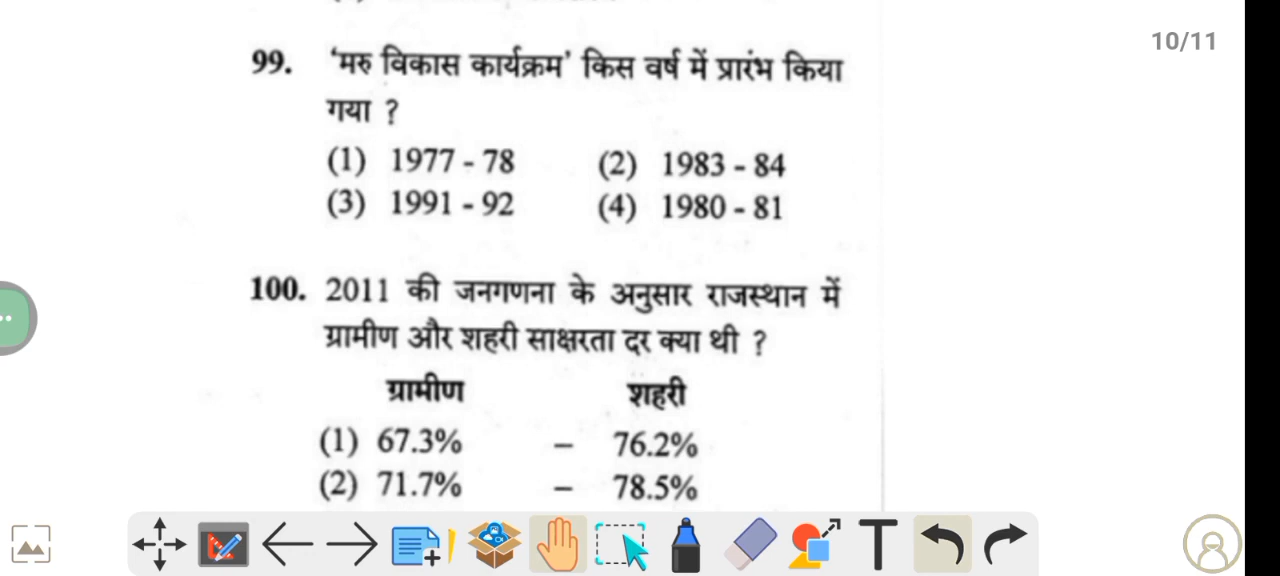 10/11
99. 'मरु विकास कार्यक्रम' किस वर्ष में प्रारंभ किया
गया ?
(1) 1977 - 78 (2) 1983 - 84
(3) 1991 - 92 (4) 1980 - 81
100. 2011 की जनगणना के अनुसार राजस्थान में
ग्रामीण और शहरी साक्षरता दर क्या थी ?
ग्रामीण शहरी
(1) 67.3% – 76.2%
(2) 71.7% – 78.5%